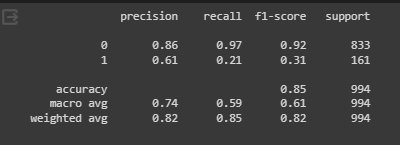 precision recall f1-score support
0 0.86 0.97 0.92 833
1 0.61 0.21 0.31 161
accuracy 0.85 994
macro avg 0.74 0.59 0.61 994
weighted avg 0.82 0.85 0.82 994